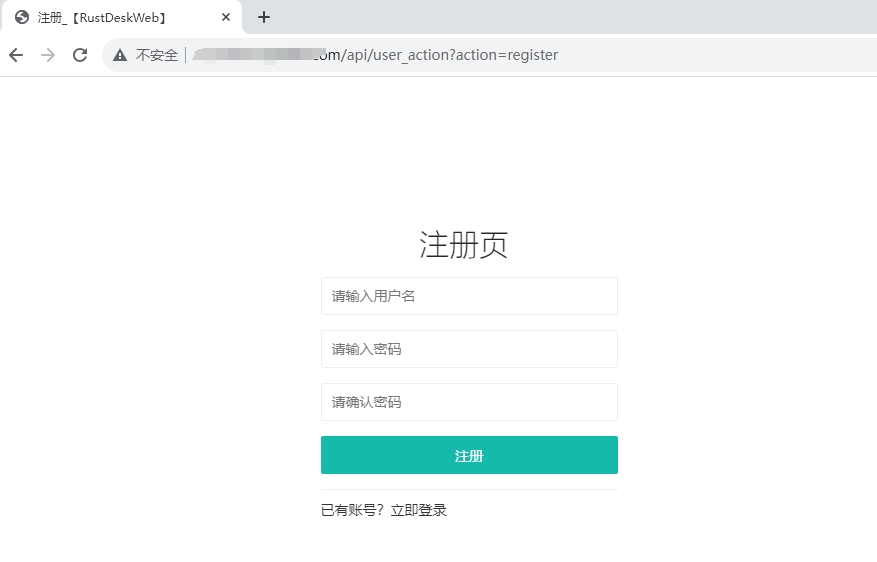 注册_【RustDeskWeb】
不安全 om/api/user_action?action=register
注册页
请输入用户名
请输入密码
请确认密码
注册
已有账号？立即登录